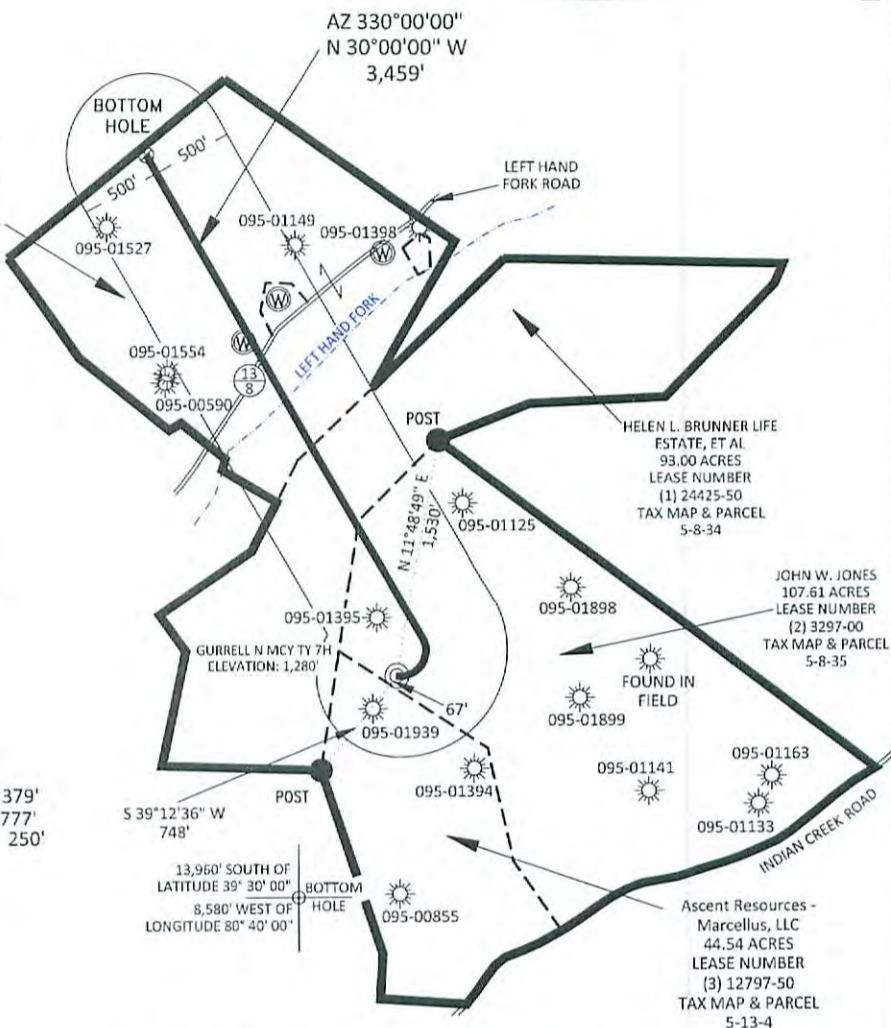 AZ 330°00'00"
N 30°00'00" W
3,459'
BOTTOM
HOLE
500'
500'
LEFT HAND
FORK ROAD
095-01149
095-01398
095-01527
W
W
W
LEFT HAND FORK
095-01554
095-00590
13
8
POST
HELEN L. BRUNNER LIFE
ESTATE, ET AL
93.00 ACRES
LEASE NUMBER
(1) 24425-50
TAX MAP & PARCEL
5-8-34
N 11°48'49" E
1,530'
095-01125
JOHN W. JONES
107.61 ACRES
LEASE NUMBER
(2) 3297-00
TAX MAP & PARCEL
5-8-35
095-01898
095-01395
GURRELL N MCY TY 7H
ELEVATION: 1,280'
FOUND IN
FIELD
67'
095-01899
095-01939
095-01163
095-01141
095-01394
095-01133
379'
777'
250'
POST
S 39°12'36" W
748'
INDIAN CREEK ROAD
13,960' SOUTH OF
LATITUDE 39° 30' 00"
BOTTOM
HOLE
8,580' WEST OF
LONGITUDE 80° 40' 00"
095-00855
Ascent Resources -
Marcellus, LLC
44.54 ACRES
LEASE NUMBER
(3) 12797-50
TAX MAP & PARCEL
5-13-4